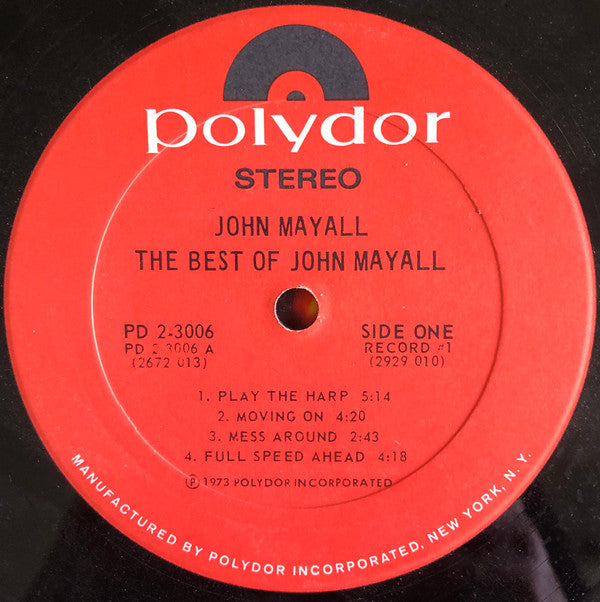 polydor
STEREO
JOHN MAYALL
THE BEST OF JOHN MAYALL
PD 2-3006 SIDE ONE
PD 2 3006 A RECORD #1
(2672 013) (2929 010)
1. PLAY THE HARP 5:14
2. MOVING ON 4:20
3. MESS AROUND 2:43
4. FULL SPEED AHEAD 4:18
Ⓟ 1973 POLYDOR INCORPORATED
MANUFACTURED BY POLYDOR INCORPORATED, NEW YORK, N. Y.